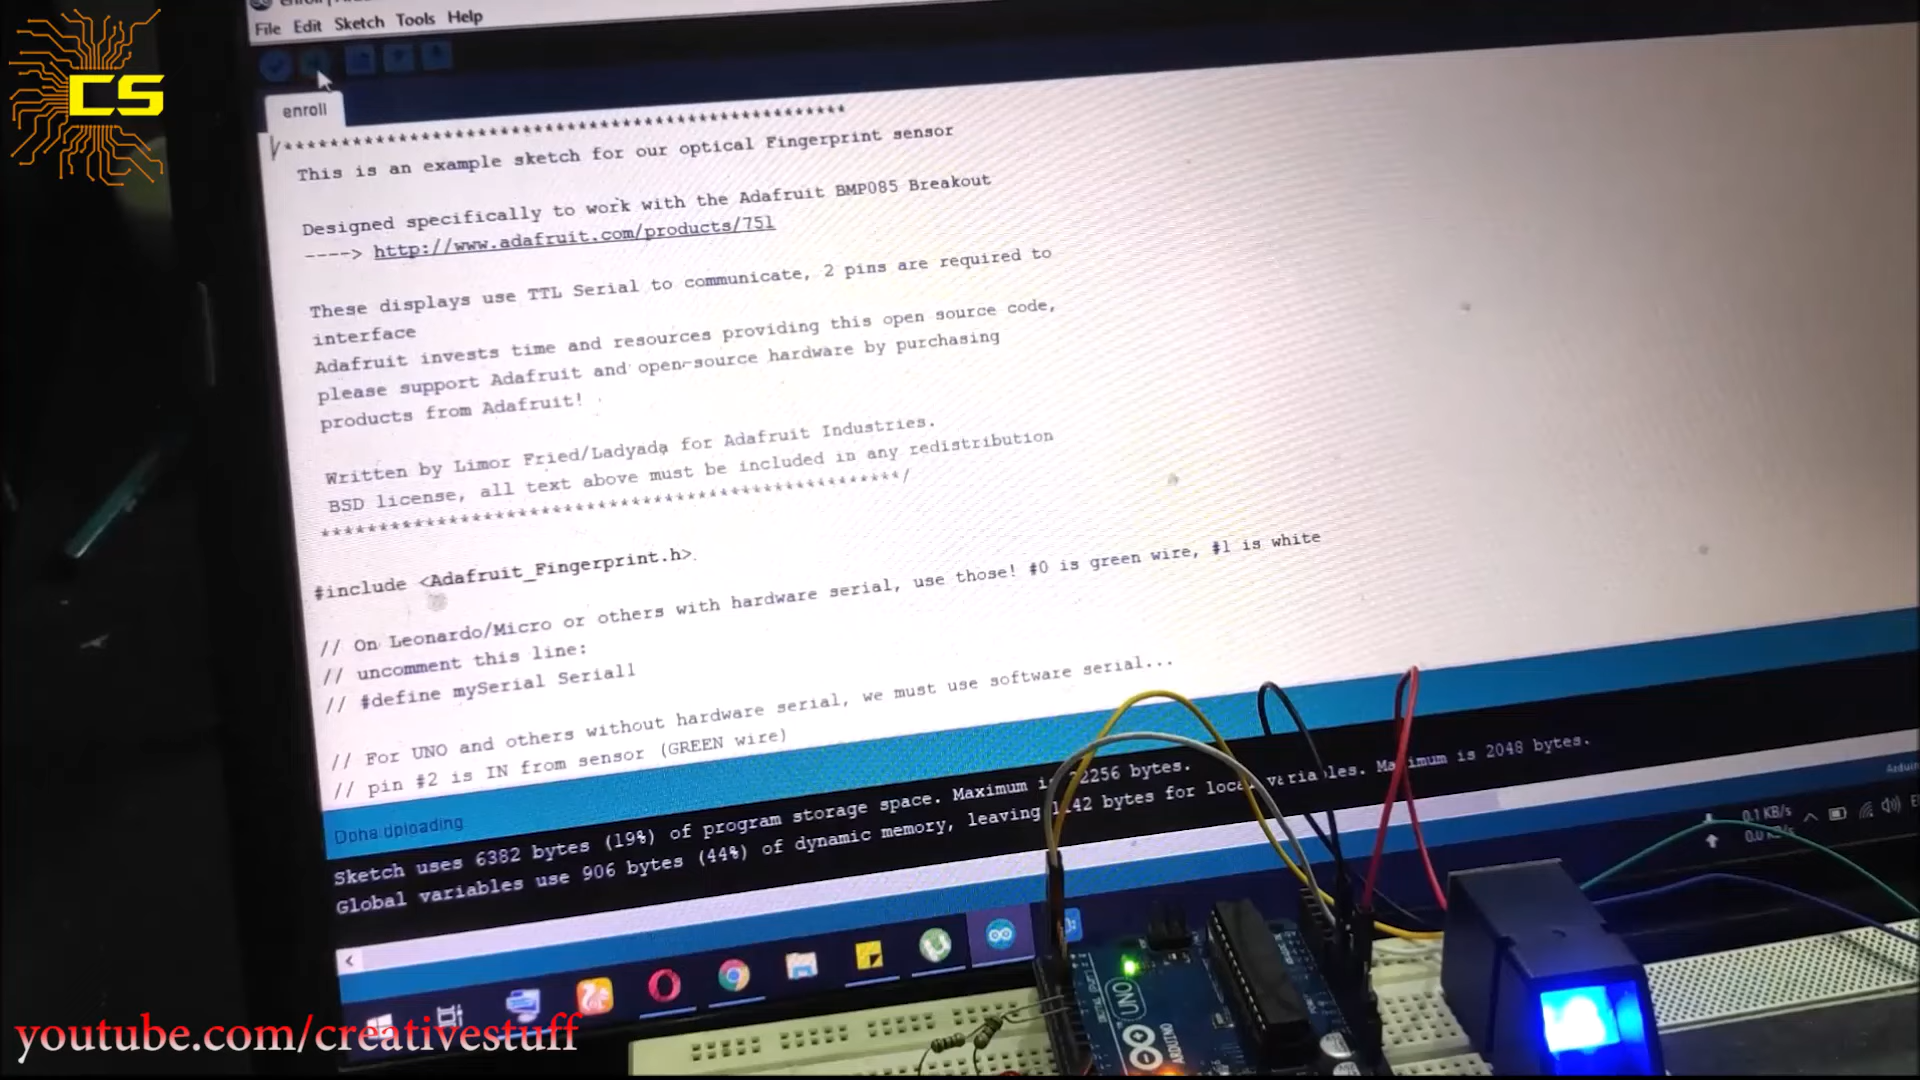 CS
File Edit Sketch Tools Help
enroll
/****************************************************
This is an example sketch for our optical Fingerprint sensor
Designed specifically to work with the Adafruit BMP085 Breakout
----> http://www.adafruit.com/products/751
These displays use TTL Serial to communicate, 2 pins are required to
interface
Adafruit invests time and resources providing this open source code,
please support Adafruit and open-source hardware by purchasing
products from Adafruit!
Written by Limor Fried/Ladyada for Adafruit Industries.
BSD license, all text above must be included in any redistribution
****************************************************/
#include <Adafruit_Fingerprint.h>
// On Leonardo/Micro or others with hardware serial, use those! #0 is green wire, #1 is white
// uncomment this line:
// #define mySerial Serial1
// For UNO and others without hardware serial, we must use software serial...
// pin #2 is IN from sensor (GREEN wire)
Done uploading
Sketch uses 6382 bytes (19%) of program storage space. Maximum bytes.
Global variables use 906 bytes (44%) of dynamic memory, leaving bytes for Maximum is 2048 bytes.
0.1 KB/s
UNO
ARDUINO
youtube.com/creativestuff